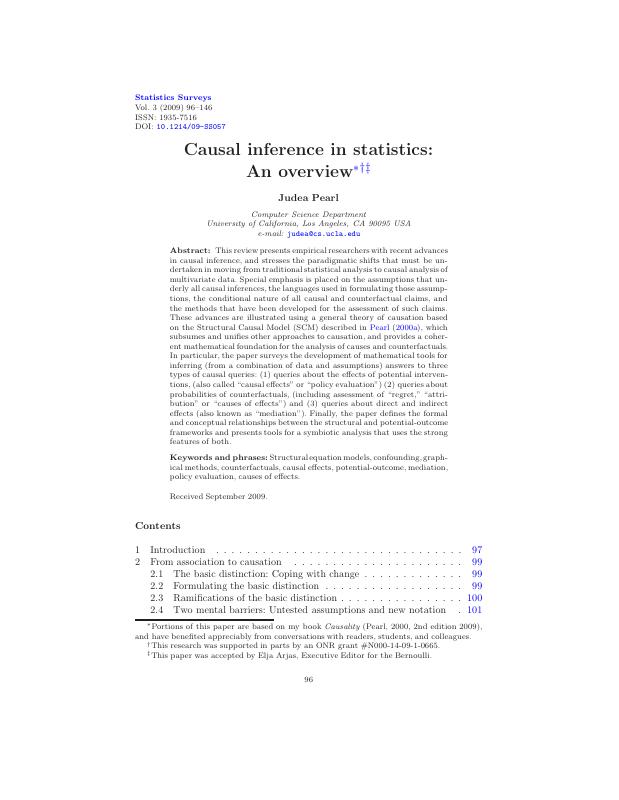 Statistics Surveys
Vol. 3 (2009) 96–146
ISSN: 1935-7516
DOI: 10.1214/09-SS057
Causal inference in statistics:
An overview*†‡
Judea Pearl
Computer Science Department
University of California, Los Angeles, CA 90095 USA
e-mail: judea@cs.ucla.edu
Abstract: This review presents empirical researchers with recent advances
in causal inference, and stresses the paradigmatic shifts that must be un-
dertaken in moving from traditional statistical analysis to causal analysis of
multivariate data. Special emphasis is placed on the assumptions that un-
derly all causal inferences, the languages used in formulating those assump-
tions, the conditional nature of all causal and counterfactual claims, and
the methods that have been developed for the assessment of such claims.
These advances are illustrated using a general theory of causation based
on the Structural Causal Model (SCM) described in Pearl (2000a), which
subsumes and unifies other approaches to causation, and provides a coher-
ent mathematical foundation for the analysis of causes and counterfactuals.
In particular, the paper surveys the development of mathematical tools for
inferring (from a combination of data and assumptions) answers to three
types of causal queries: (1) queries about the effects of potential interven-
tions, (also called “causal effects” or “policy evaluation”) (2) queries about
probabilities of counterfactuals, (including assessment of “regret,” “attri-
bution” or “causes of effects”) and (3) queries about direct and indirect
effects (also known as “mediation”). Finally, the paper defines the formal
and conceptual relationships between the structural and potential-outcome
frameworks and presents tools for a symbiotic analysis that uses the strong
features of both.
Keywords and phrases: Structural equation models, confounding, graph-
ical methods, counterfactuals, causal effects, potential-outcome, mediation,
policy evaluation, causes of effects.
Received September 2009.
Contents
1 Introduction . . . . . . . . . . . . . . . . . . . . . . . . . . . . . . . . 97
2 From association to causation . . . . . . . . . . . . . . . . . . . . . . 99
2.1 The basic distinction: Coping with change . . . . . . . . . . . . . 99
2.2 Formulating the basic distinction . . . . . . . . . . . . . . . . . . 99
2.3 Ramifications of the basic distinction . . . . . . . . . . . . . . . . 100
2.4 Two mental barriers: Untested assumptions and new notation . 101
*Portions of this paper are based on my book Causality (Pearl, 2000, 2nd edition 2009),
and have benefited appreciably from conversations with readers, students, and colleagues.
†This research was supported in parts by an ONR grant #N000-14-09-1-0665.
‡This paper was accepted by Elja Arjas, Executive Editor for the Bernoulli.
96